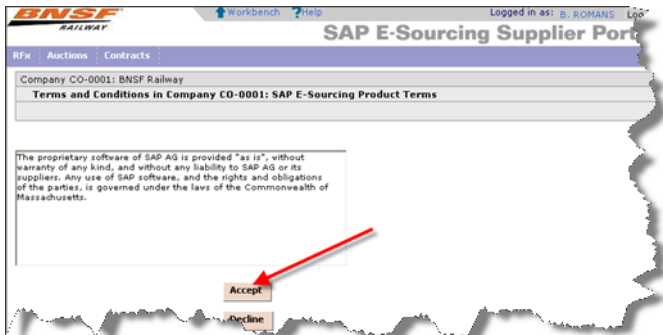 BNSF
RAILWAY
Workbench ?Help Logged in as: B. ROMANS
SAP E-Sourcing Supplier
RFx Auctions Contracts
Company CO-0001: BNSF Railway
Terms and Conditions in Company CO-0001: SAP E-Sourcing Product Terms
The proprietary software of SAP AG is provided "as is", without
warranty of any kind, and without any liability to SAP AG or its
suppliers. Any use of SAP software, and the rights and obligations
of the parties, is governed under the laws of the Commonwealth of
Massachusetts.
Accept
Decline